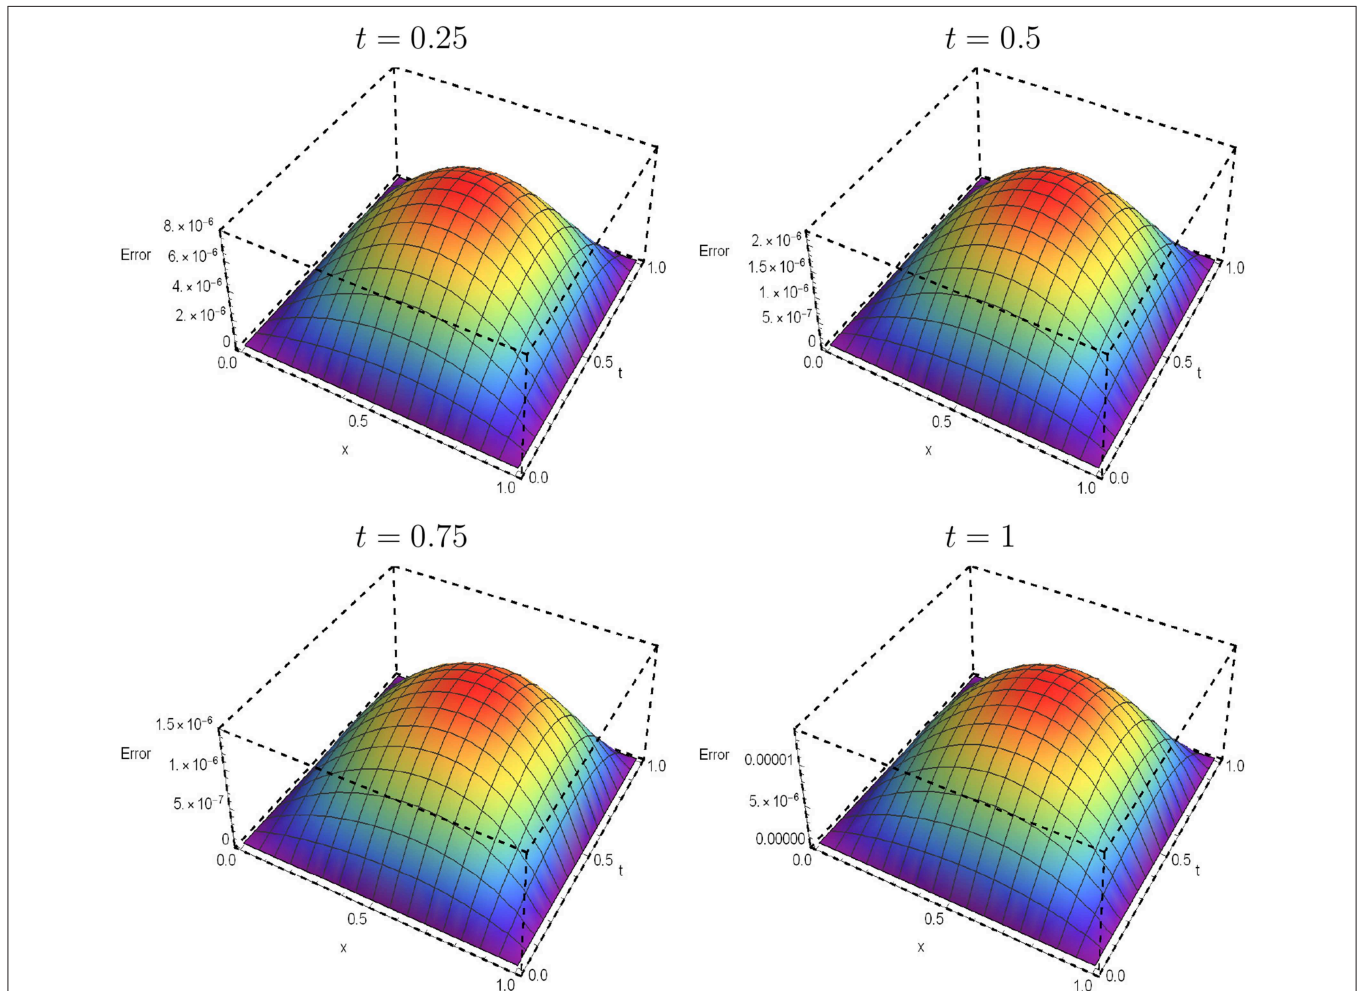 t = 0.25
8. × 10⁻⁶
Error
6. × 10⁻⁶
4. × 10⁻⁶
2. × 10⁻⁶
0
0.0
0.5
x
1.0
0.0
0.5
t
1.0
t = 0.5
2. × 10⁻⁶
Error
1.5 × 10⁻⁶
1. × 10⁻⁶
5. × 10⁻⁷
0
0.0
0.5
x
1.0
0.0
0.5
t
1.0
t = 0.75
1.5 × 10⁻⁶
Error
1. × 10⁻⁶
5. × 10⁻⁷
0
0.0
0.5
x
1.0
0.0
0.5
t
1.0
t = 1
Error
0.00001
5. × 10⁻⁶
0.00000
0.0
0.5
x
1.0
0.0
0.5
t
1.0